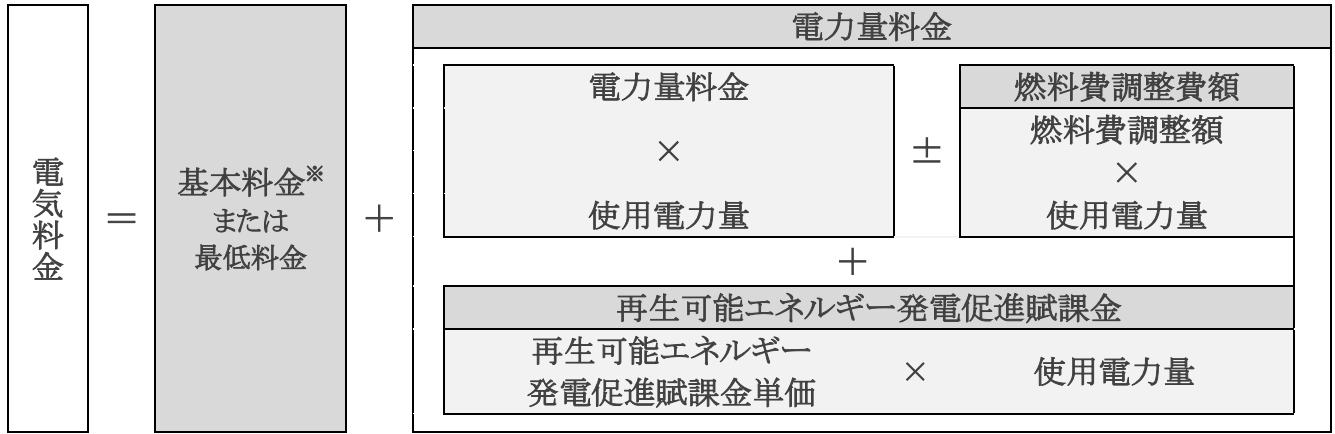 電気料金
＝
基本料金※
または
最低料金
＋
電力量料金
電力量料金
×
使用電力量
±
燃料費調整費額
燃料費調整額
×
使用電力量
＋
再生可能エネルギー発電促進賦課金
再生可能エネルギー
発電促進賦課金単価
×
使用電力量